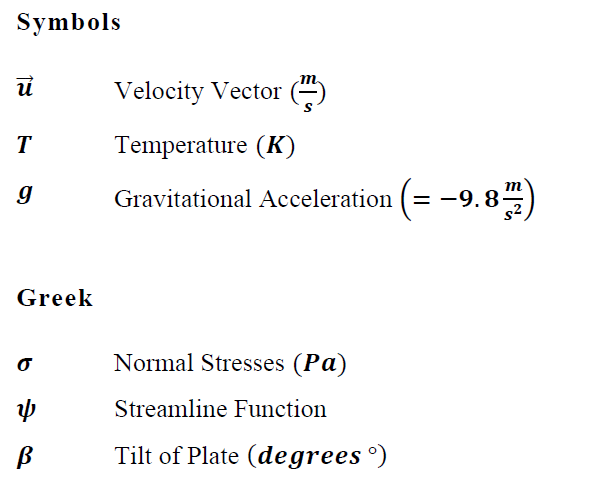 Symbols
u⃗ Velocity Vector (m/s)
T Temperature (K)
g Gravitational Acceleration (= −9.8 m/s²)
Greek
σ Normal Stresses (Pa)
ψ Streamline Function
β Tilt of Plate (degrees °)